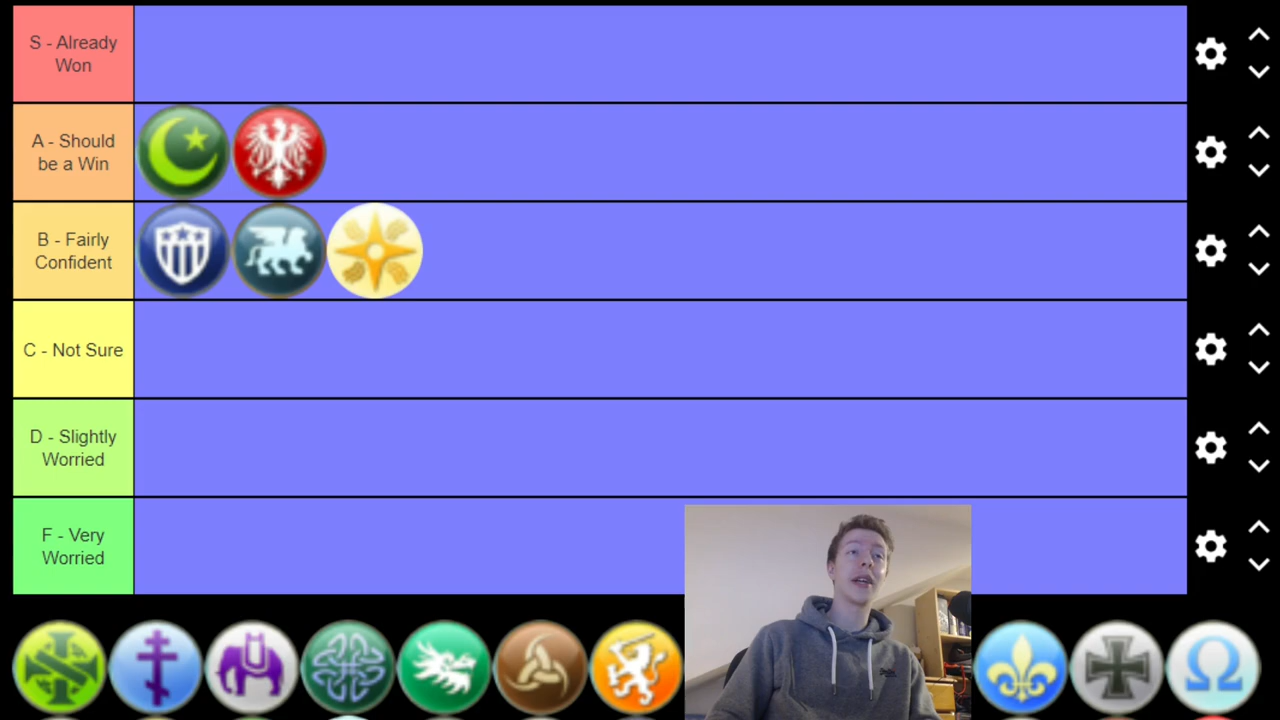 S - Already
Won
A - Should
be a Win
B - Fairly
Confident
C - Not Sure
D - Slightly
Worried
F - Very
Worried